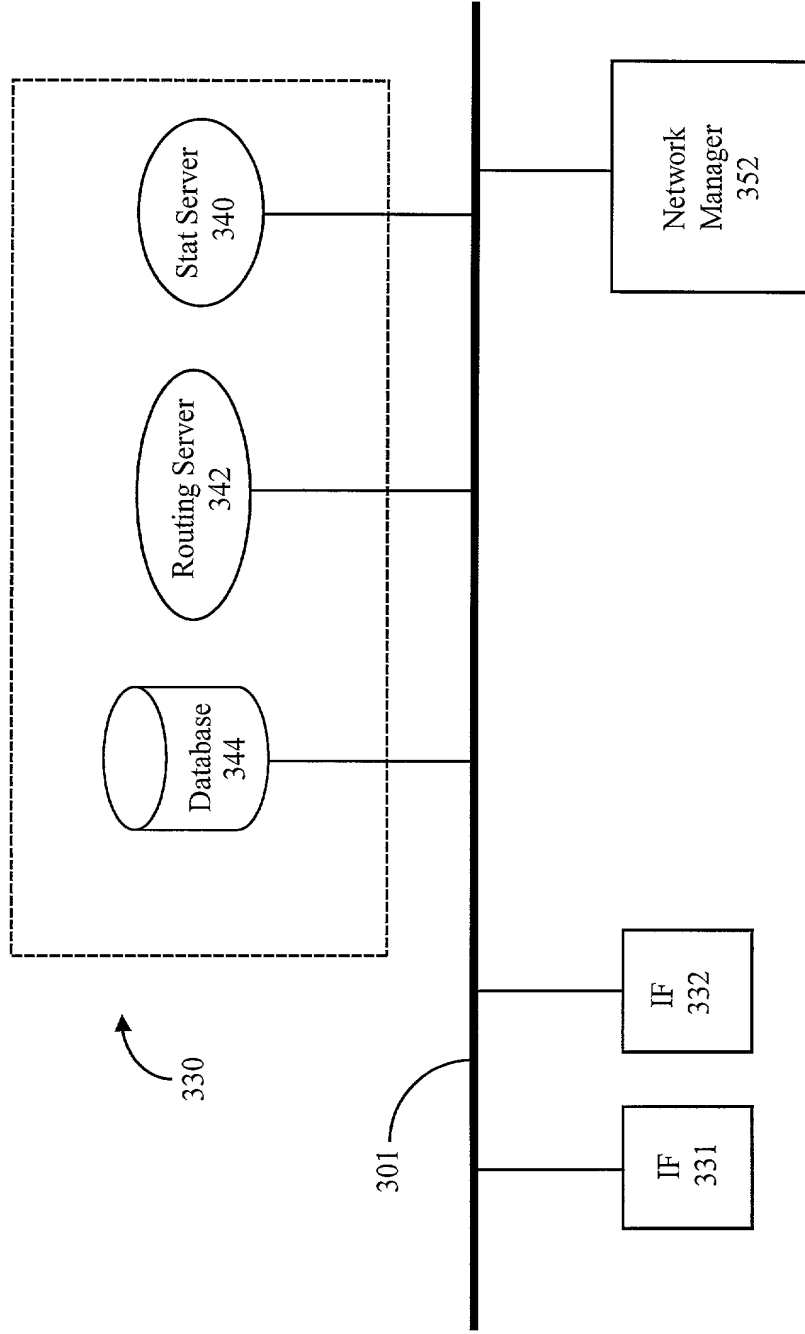 330
Database
344
Routing Server
342
Stat Server
340
301
IF
331
IF
332
Network
Manager
352